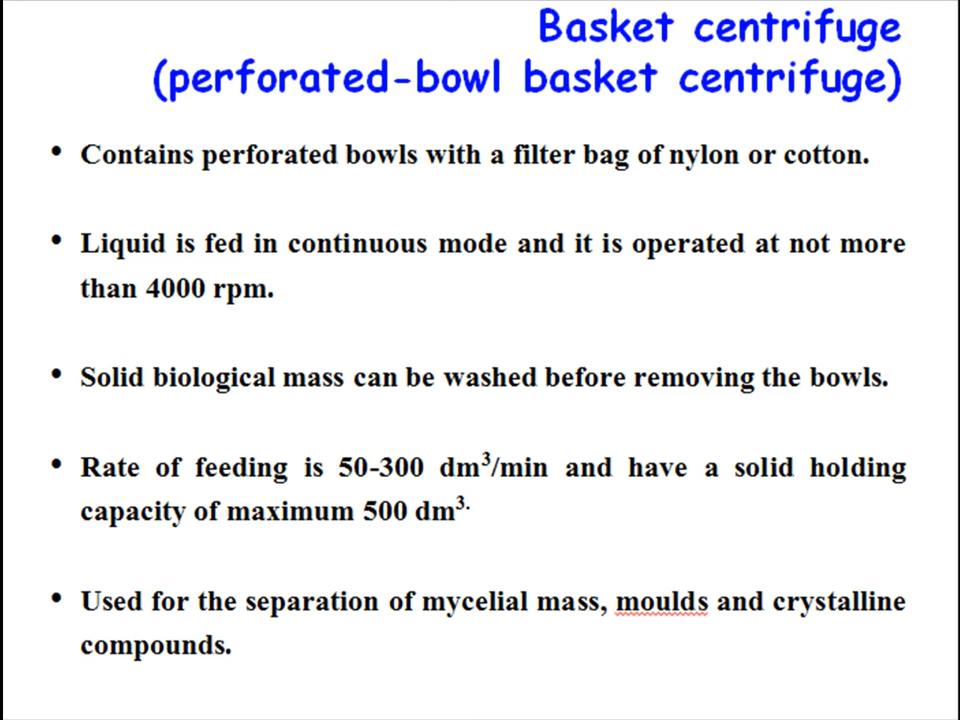 Basket centrifuge
(perforated-bowl basket centrifuge)
• Contains perforated bowls with a filter bag of nylon or cotton.
• Liquid is fed in continuous mode and it is operated at not more
than 4000 rpm.
• Solid biological mass can be washed before removing the bowls.
• Rate of feeding is 50-300 dm³/min and have a solid holding
capacity of maximum 500 dm³.
• Used for the separation of mycelial mass, moulds and crystalline
compounds.